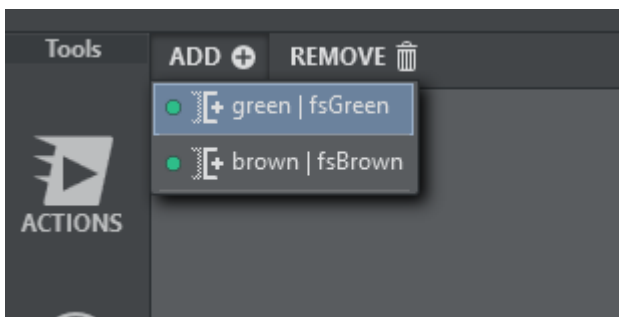 Tools
ADD REMOVE
green | fsGreen
brown | fsBrown
ACTIONS